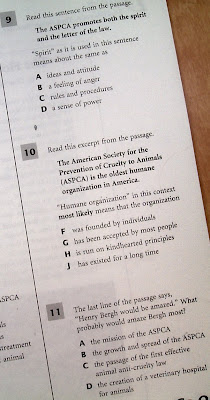 9 Read this sentence from the passage.
The ASPCA promotes both the spirit
and the letter of the law.
"Spirit" as it is used in this sentence
means about the same as
A ideas and attitude
B a feeling of anger
C rules and procedures
D a sense of power
10 Read this excerpt from the passage.
The American Society for the
Prevention of Cruelty to Animals
(ASPCA) is the oldest humane
organization in America.
"Humane organization" in this context
most likely means that the organization
F was founded by individuals
G has been accepted by most people
H is run on kindhearted principles
J has existed for a long time
11 The last line of the passage says,
"Henry Bergh would be amazed." What
probably would amaze Bergh most?
A the mission of the ASPCA
B the growth and spread of the ASPCA
C the passage of the first effective
animal anti-cruelty law
D the creation of a veterinary hospital
for animals
ASPCA
animal